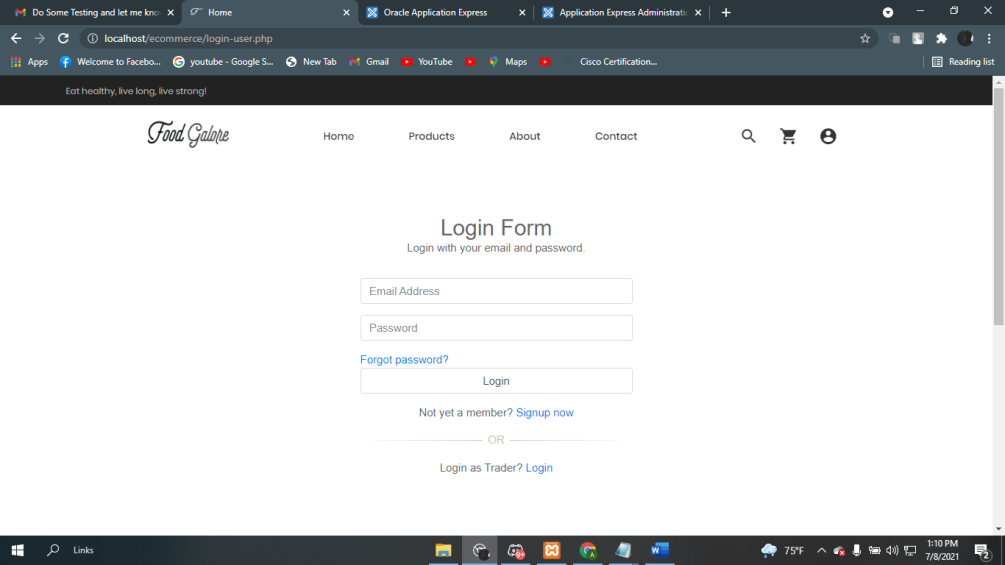 Do Some Testing and let me kno
Home
Oracle Application Express
Application Express Administratic
localhost/ecommerce/login-user.php
Apps
Welcome to Facebo...
youtube - Google S...
New Tab
Gmail
YouTube
Maps
Cisco Certification...
Reading list
Eat healthy, live long, live strong!
Food Galore
Home
Products
About
Contact
Login Form
Login with your email and password.
Email Address
Password
Forgot password?
Login
Not yet a member? Signup now
OR
Login as Trader? Login
Links
9+
75°F
1:10 PM
7/8/2021
2